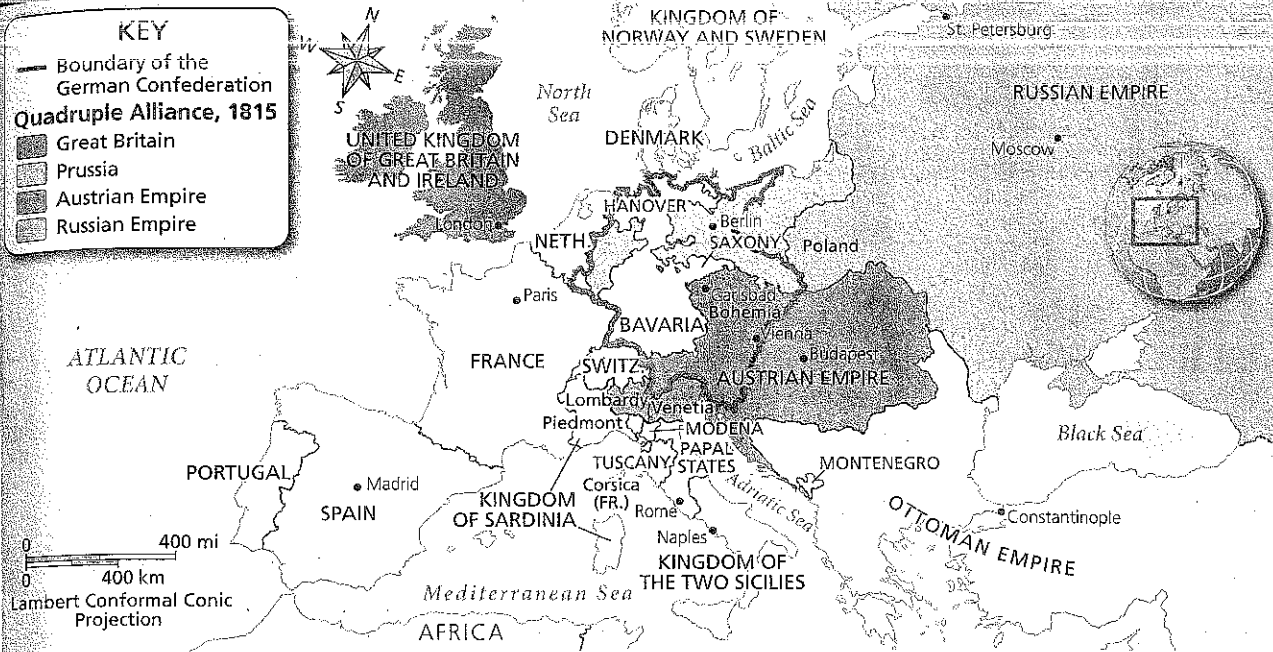 KEY
Boundary of the
German Confederation
Quadruple Alliance, 1815
Great Britain
Prussia
Austrian Empire
Russian Empire
N
W
E
S
KINGDOM OF
NORWAY AND SWEDEN
St. Petersburg
RUSSIAN EMPIRE
Moscow
North
Sea
DENMARK
Baltic Sea
UNITED KINGDOM
OF GREAT BRITAIN
AND IRELAND
London
HANOVER
Berlin
NETH.
SAXONY
Poland
Paris
Carlsbad
Bohemia
BAVARIA
Vienna
Budapest
ATLANTIC
OCEAN
FRANCE
SWITZ.
AUSTRIAN EMPIRE
Lombardy
Venetia
Piedmont
MODENA
PAPAL
STATES
TUSCANY
MONTENEGRO
Black Sea
PORTUGAL
Madrid
SPAIN
Corsica
(FR.)
KINGDOM
OF SARDINIA
Rome
Adriatic Sea
Naples
OTTOMAN EMPIRE
Constantinople
KINGDOM OF
THE TWO SICILIES
0 400 mi
0 400 km
Lambert Conformal Conic
Projection
Mediterranean Sea
AFRICA